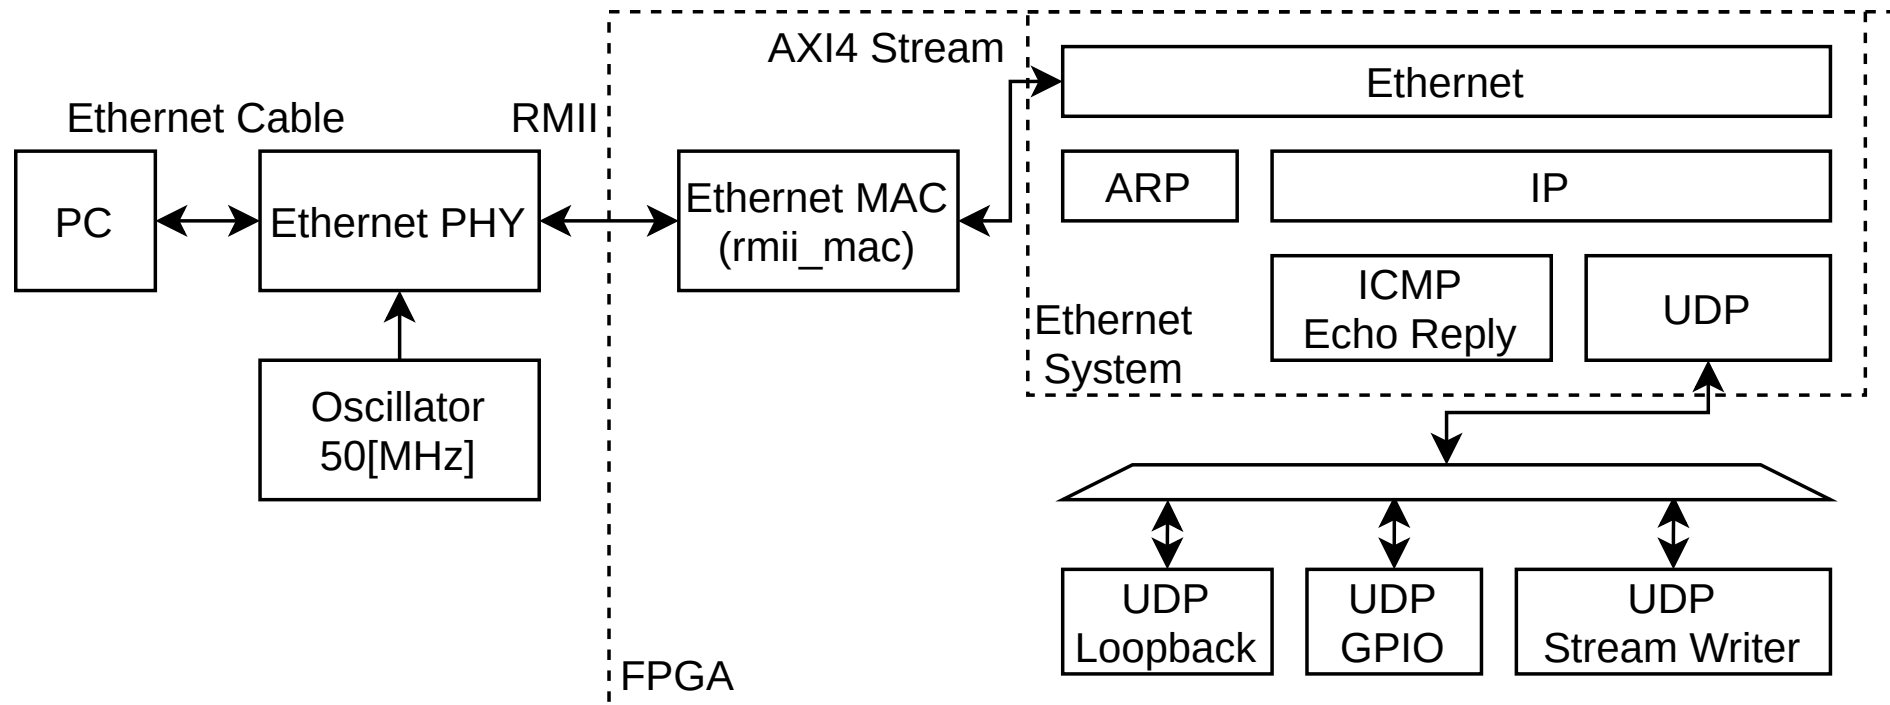 AXI4 Stream
Ethernet
Ethernet Cable
RMII
PC
Ethernet PHY
Ethernet MAC
(rmii_mac)
ARP
IP
ICMP
Echo Reply
UDP
Ethernet
System
Oscillator
50[MHz]
UDP
Loopback
UDP
GPIO
UDP
Stream Writer
FPGA